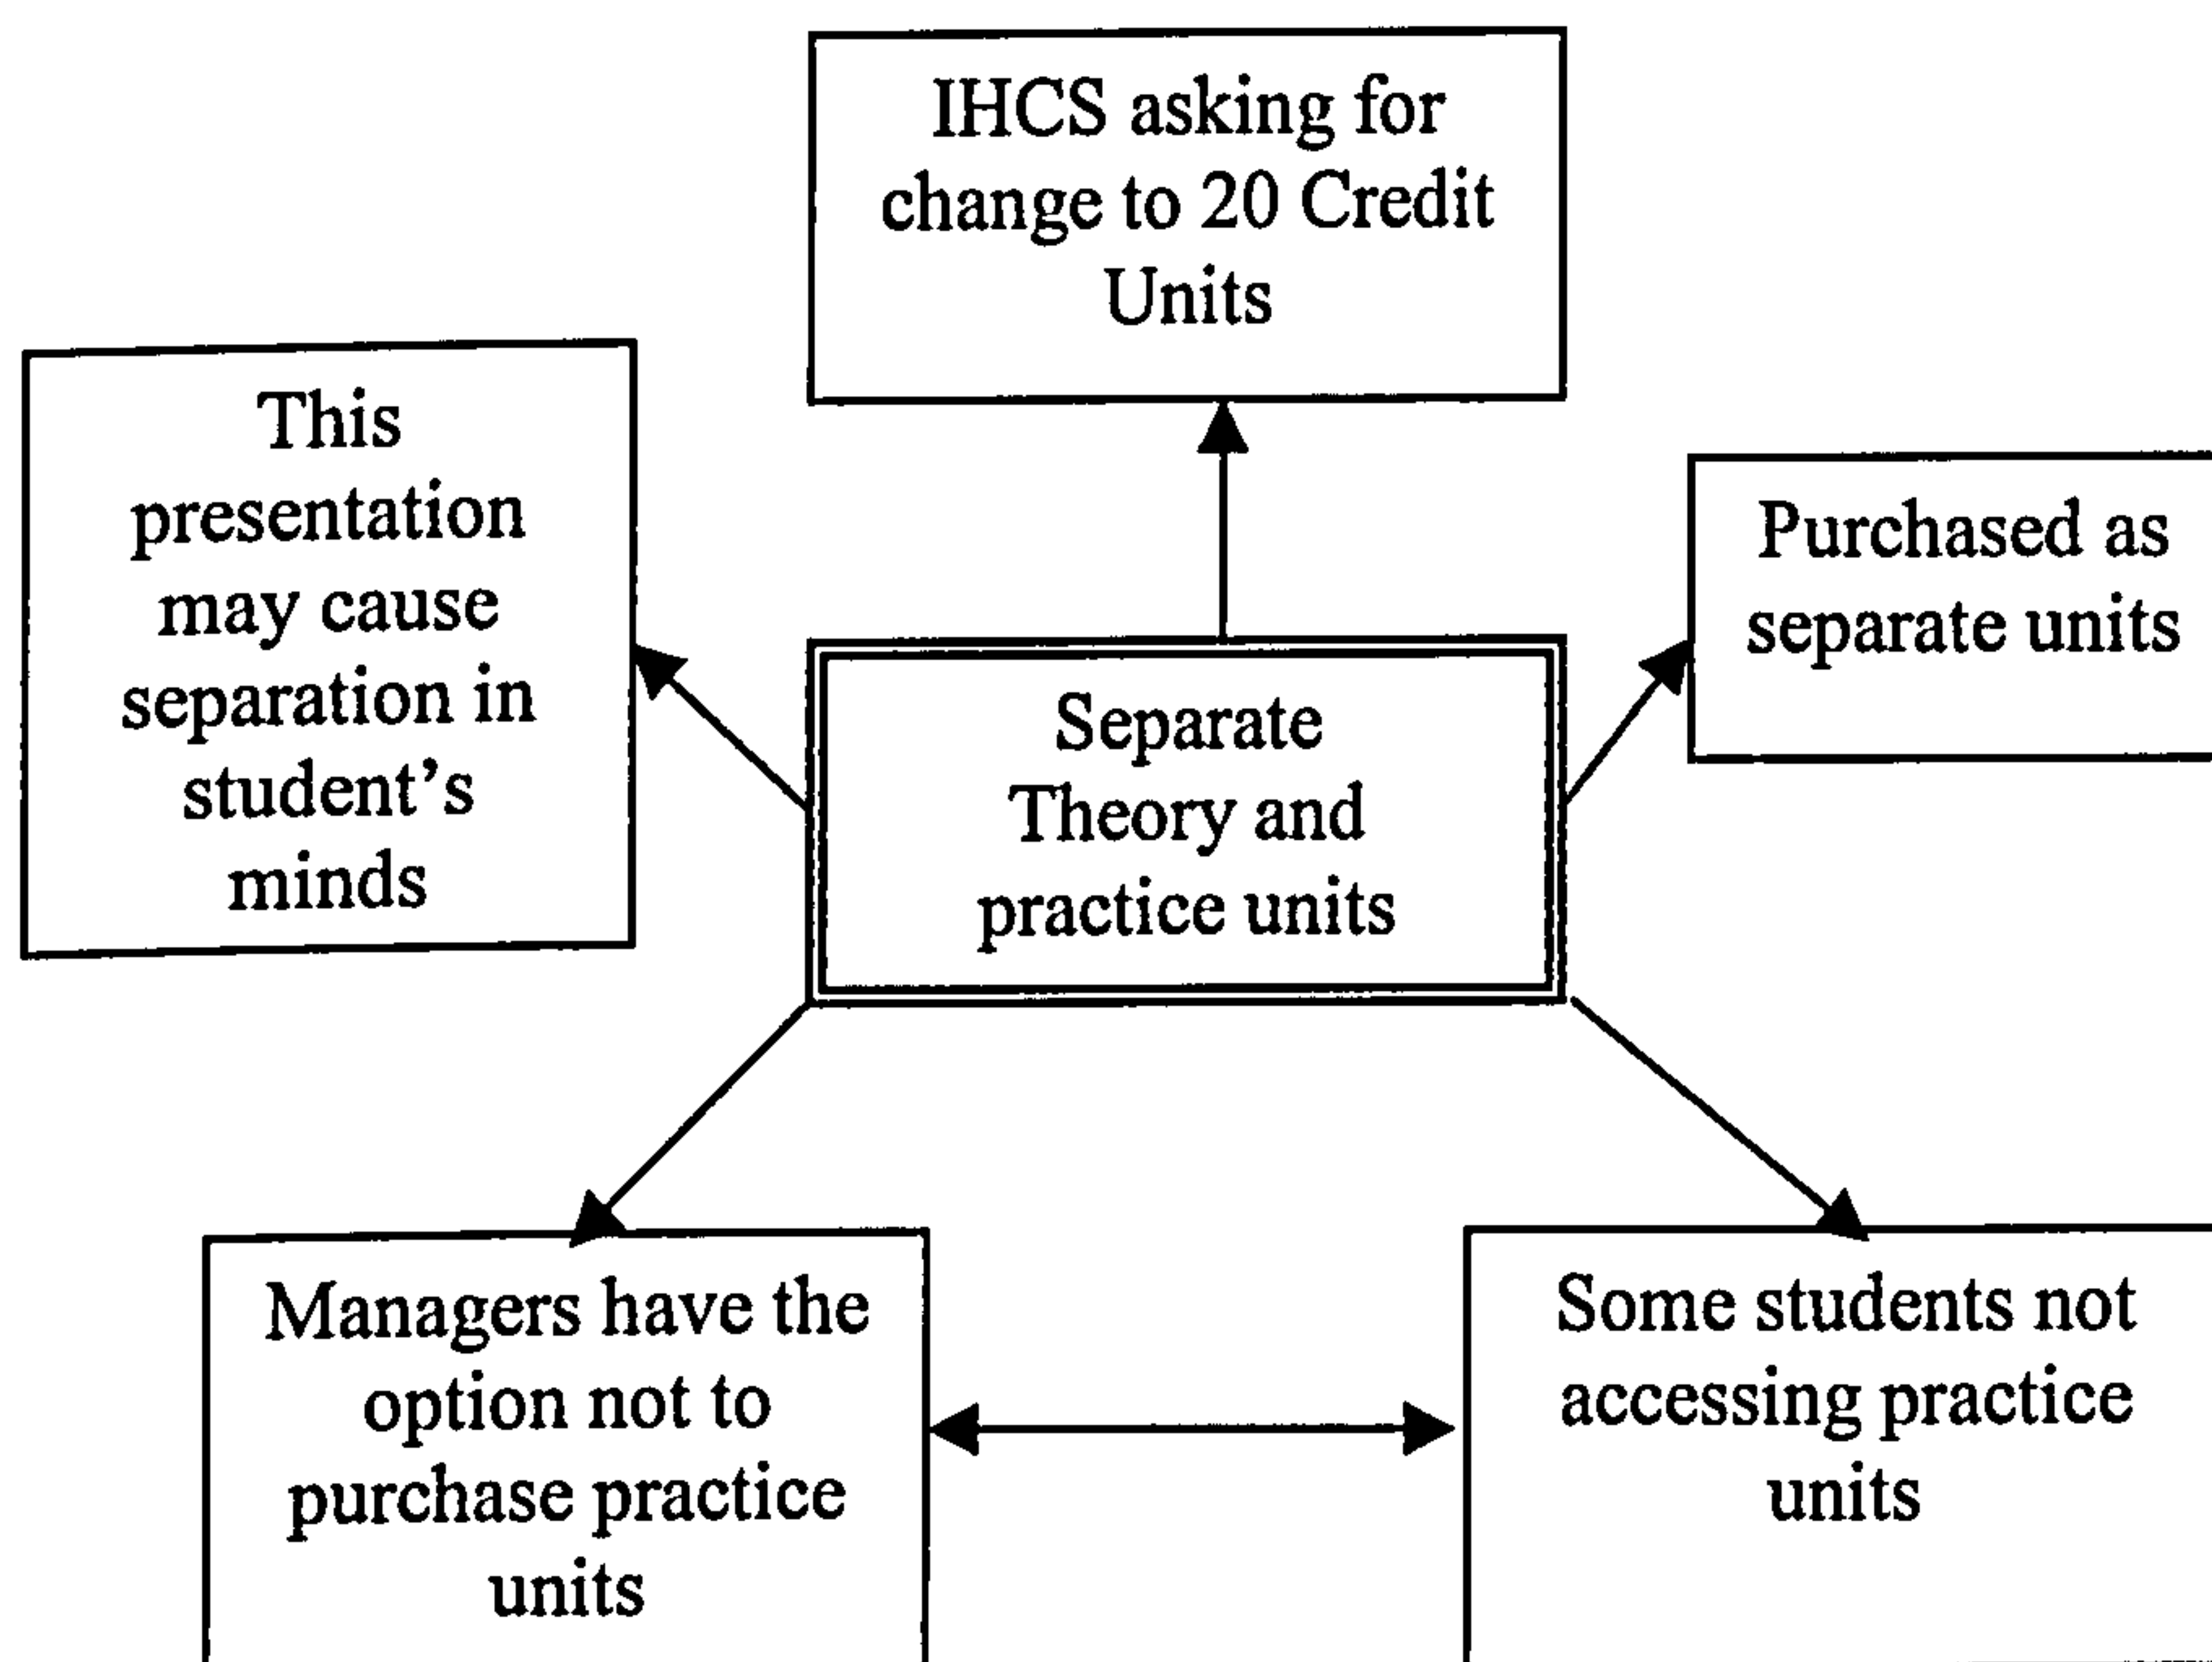 IHCS asking for
change to 20 Credit
Units
This
presentation
may cause
separation in
student's
minds
Purchased as
separate units
Separate
Theory and
practice units
Managers have the
option not to
purchase practice
units
Some students not
accessing practice
units